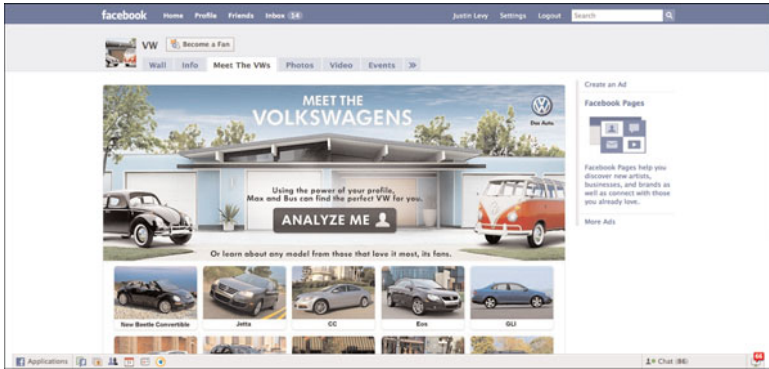 facebook Home Profile Friends Inbox 14 Justin Levy Settings Logout Search
VW Become a Fan
Wall Info Meet The VWs Photos Video Events »
MEET THE
VOLKSWAGENS
Das Auto.
Using the power of your profile,
Max and Bus can find the perfect VW for you.
ANALYZE ME
Or learn about any model from those that love it most, its fans.
New Beetle Convertible Jetta CC Eos GLI
Create an Ad
Facebook Pages
Facebook Pages help you
discover new artists,
businesses, and brands as
well as connect with those
you already love.
More Ads
Applications Chat (86)